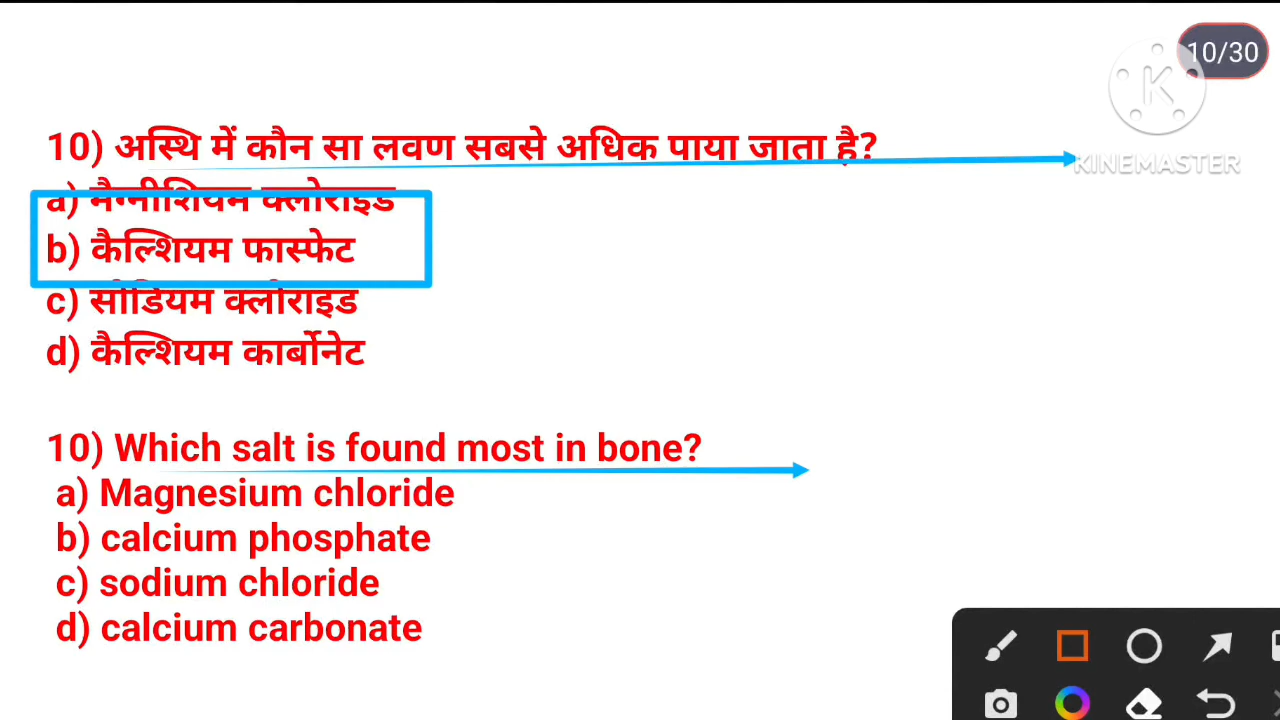 10/30
KINEMASTER
10) अस्थि में कौन सा लवण सबसे अधिक पाया जाता है?
a) मैग्नीशियम क्लोराइड
b) कैल्शियम फास्फेट
c) सोडियम क्लोराइड
d) कैल्शियम कार्बोनेट
10) Which salt is found most in bone?
a) Magnesium chloride
b) calcium phosphate
c) sodium chloride
d) calcium carbonate